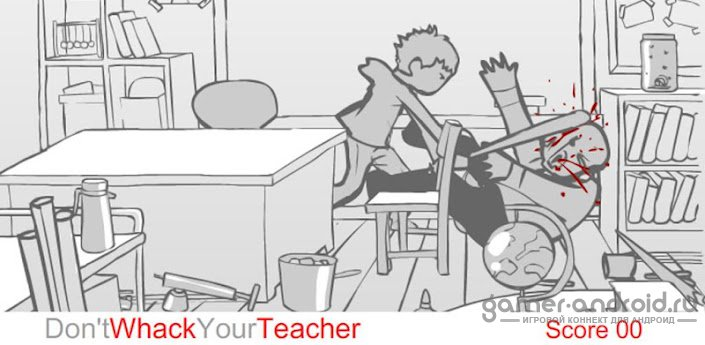 gamer-android.ru
ИГРОВОЙ КОННЕКТ ДЛЯ АНДРОИД
Don'tWhackYourTeacher Score 00